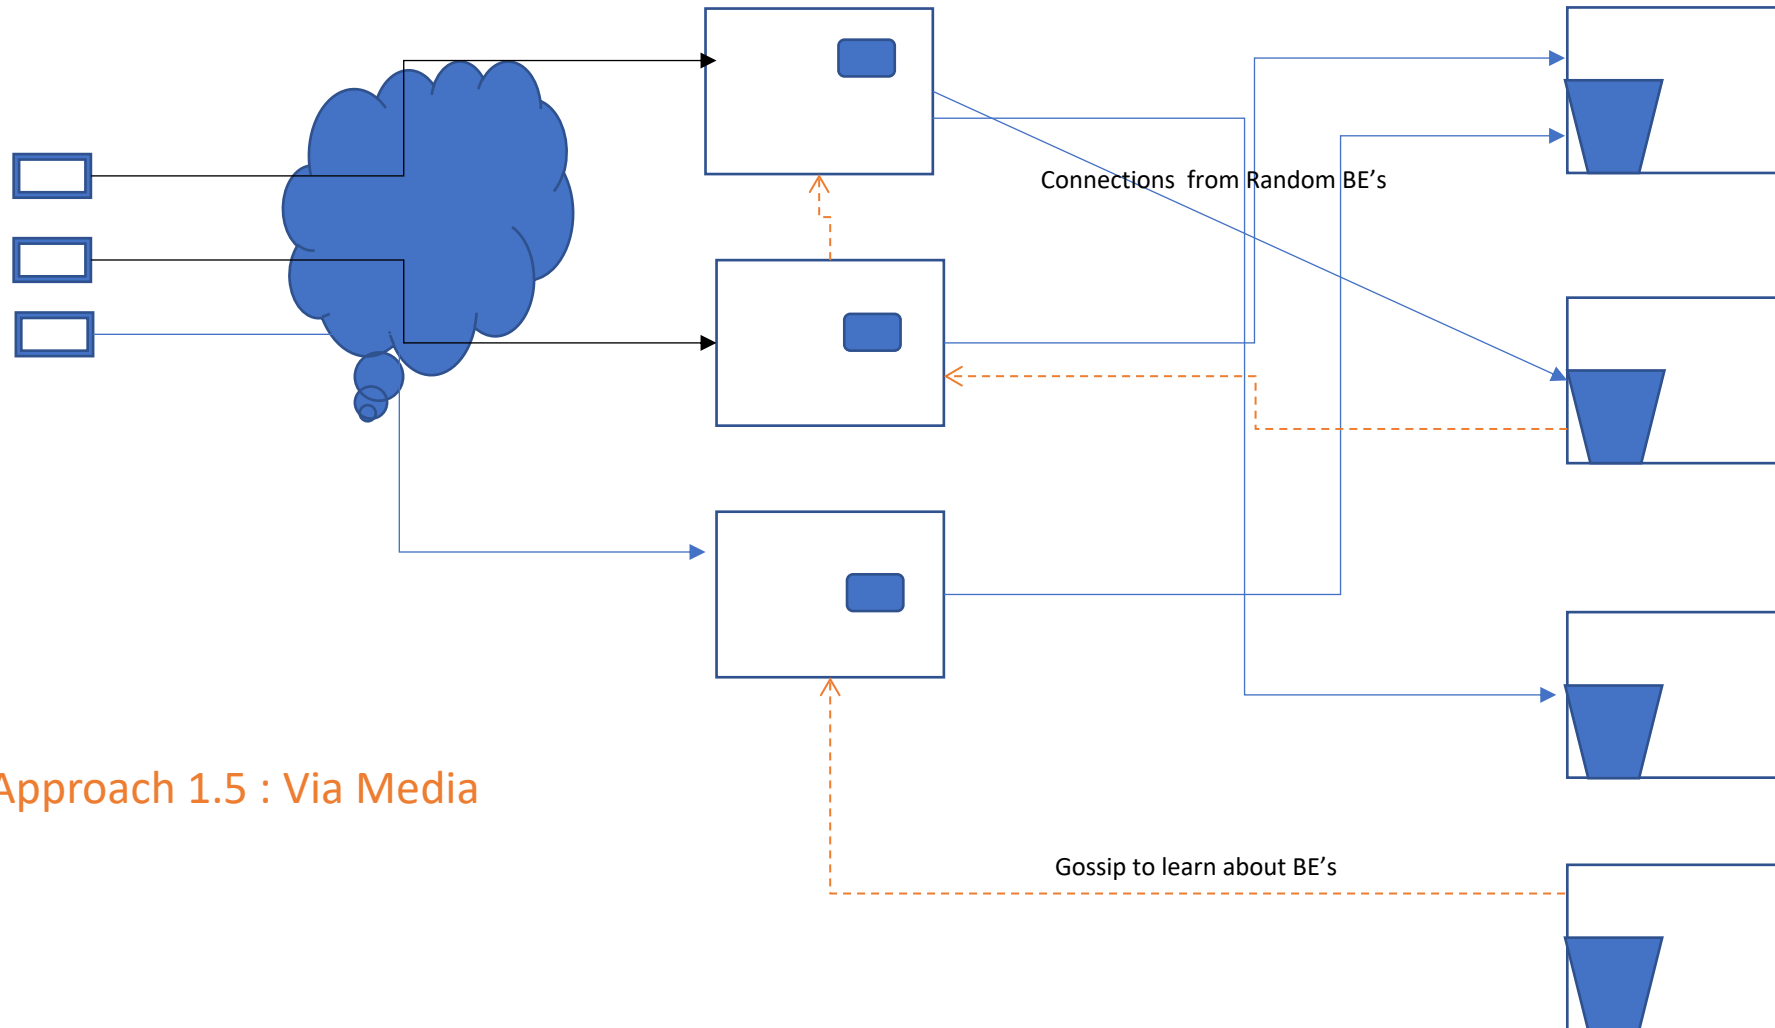 Connections  from Random BE’s
Approach 1.5 : Via Media
Gossip to learn about BE’s